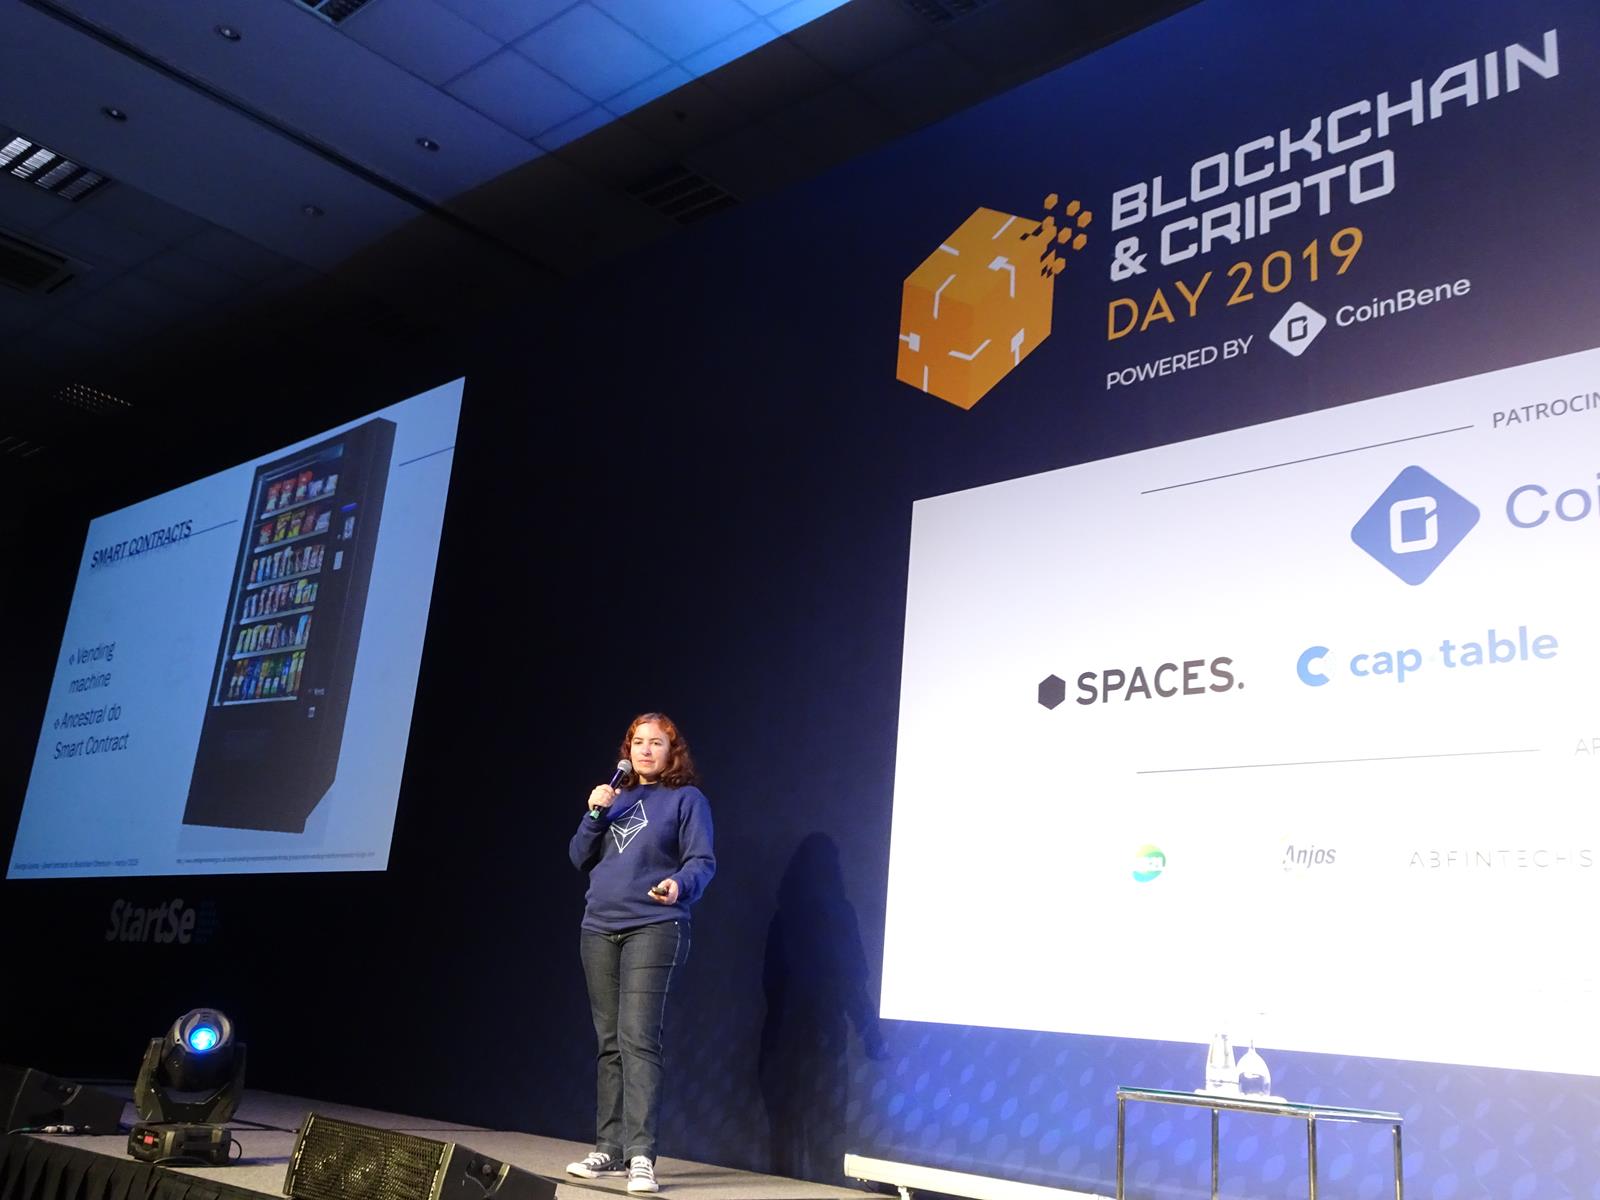 BLOCKCHAIN
& CRIPTO
DAY 2019
POWERED BY CoinBene
SMART CONTRACTS
Vending
machine
Ancestral do
Smart Contract
StartSe
SPACES.
cap table
Anjos
ABFINTECHS